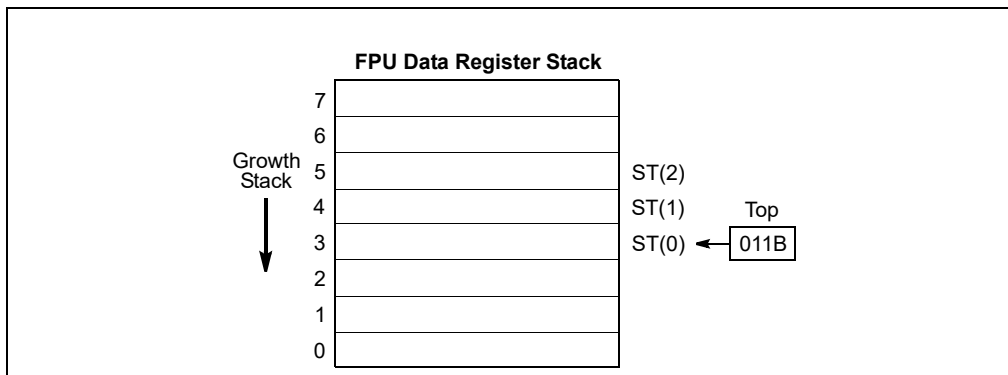 FPU Data Register Stack
7
6
Growth
Stack
5
ST(2)
4
ST(1)
Top
3
ST(0)
011B
2
1
0